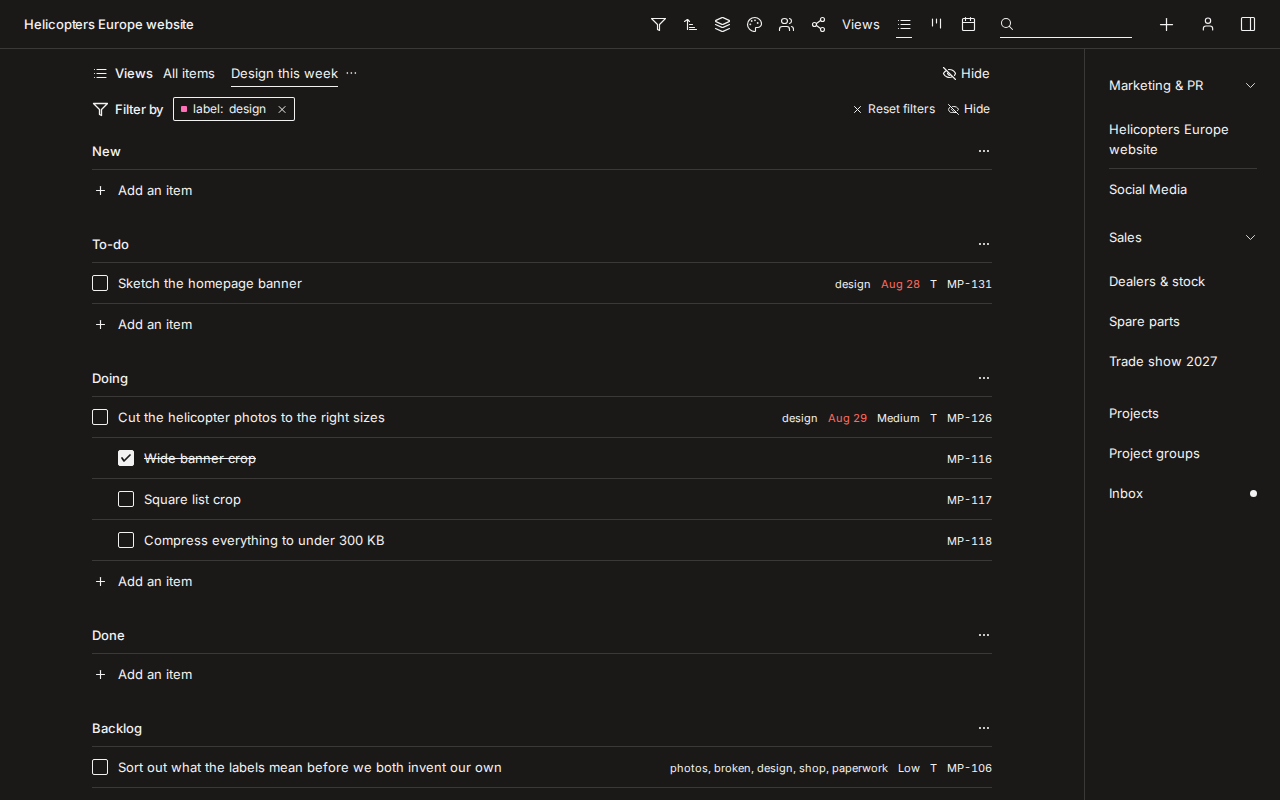 Helicopters Europe website
Views
Views All items Design this week ··· Hide
Filter by label: design Reset filters Hide
New
Add an item
To-do
Sketch the homepage banner design Aug 28 T MP-131
Add an item
Doing
Cut the helicopter photos to the right sizes design Aug 29 Medium T MP-126
Wide banner crop MP-116
Square list crop MP-117
Compress everything to under 300 KB MP-118
Add an item
Done
Add an item
Backlog
Sort out what the labels mean before we both invent our own photos, broken, design, shop, paperwork Low T MP-106
Marketing & PR
Helicopters Europe
website
Social Media
Sales
Dealers & stock
Spare parts
Trade show 2027
Projects
Project groups
Inbox